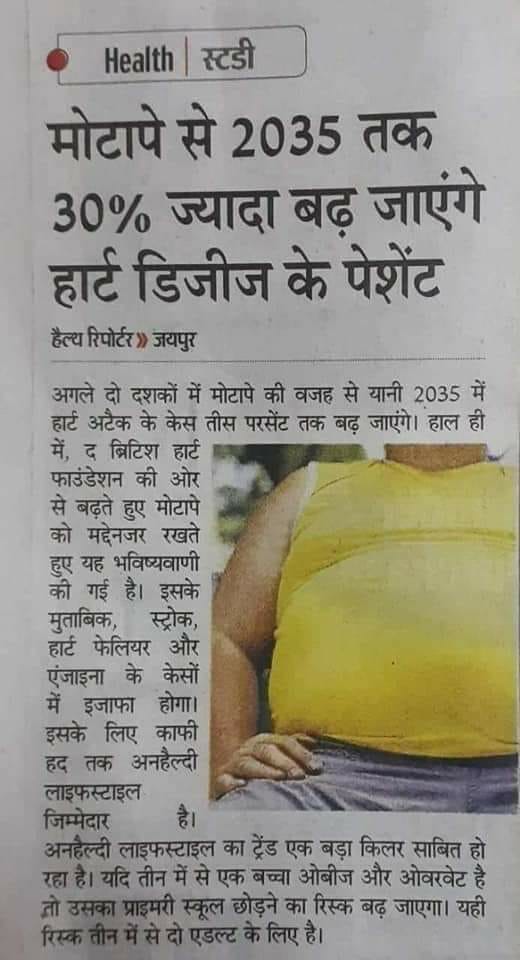 Health | स्टडी
मोटापे से 2035 तक
30% ज्यादा बढ़ जाएंगे
हार्ट डिजीज के पेशेंट
हैल्थ रिपोर्टर » जयपुर
अगले दो दशकों में मोटापे की वजह से यानी 2035 में
हार्ट अटैक के केस तीस परसेंट तक बढ़ जाएंगे। हाल ही
में, द ब्रिटिश हार्ट
फाउंडेशन की ओर
से बढ़ते हुए मोटापे
को मद्देनजर रखते
हुए यह भविष्यवाणी
की गई है। इसके
मुताबिक, स्ट्रोक,
हार्ट फेलियर और
एंजाइना के केसों
में इजाफा होगा।
इसके लिए काफी
हद तक अनहैल्दी
लाइफस्टाइल
जिम्मेदार है।
अनहैल्दी लाइफस्टाइल का ट्रेंड एक बड़ा किलर साबित हो
रहा है। यदि तीन में से एक बच्चा ओबीज और ओवरवेट है
तो उसका प्राइमरी स्कूल छोड़ने का रिस्क बढ़ जाएगा। यही
रिस्क तीन में से दो एडल्ट के लिए है।